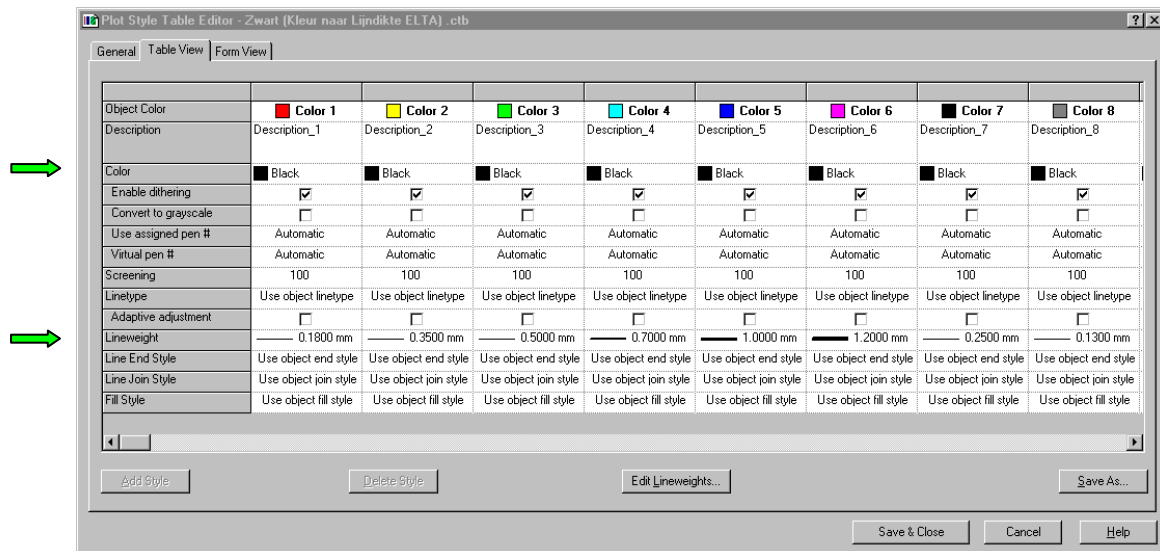 Plot Style Table Editor - Zwart (Kleur naar Lijndikte ELTA) .ctb
General Table View Form View
Object Color Color 1 Color 2 Color 3 Color 4 Color 5 Color 6 Color 7 Color 8
Description Description_1 Description_2 Description_3 Description_4 Description_5 Description_6 Description_7 Description_8
Color Black Black Black Black Black Black Black Black
Enable dithering
Convert to grayscale
Use assigned pen # Automatic Automatic Automatic Automatic Automatic Automatic Automatic Automatic
Virtual pen # Automatic Automatic Automatic Automatic Automatic Automatic Automatic Automatic
Screening 100 100 100 100 100 100 100 100
Linetype Use object linetype Use object linetype Use object linetype Use object linetype Use object linetype Use object linetype Use object linetype Use object linetype
Adaptive adjustment
Lineweight 0.1800 mm 0.3500 mm 0.5000 mm 0.7000 mm 1.0000 mm 1.2000 mm 0.2500 mm 0.1300 mm
Line End Style Use object end style Use object end style Use object end style Use object end style Use object end style Use object end style Use object end style Use object end style
Line Join Style Use object join style Use object join style Use object join style Use object join style Use object join style Use object join style Use object join style Use object join style
Fill Style Use object fill style Use object fill style Use object fill style Use object fill style Use object fill style Use object fill style Use object fill style Use object fill style
Add Style Delete Style Edit Lineweights... Save As...
Save & Close Cancel Help